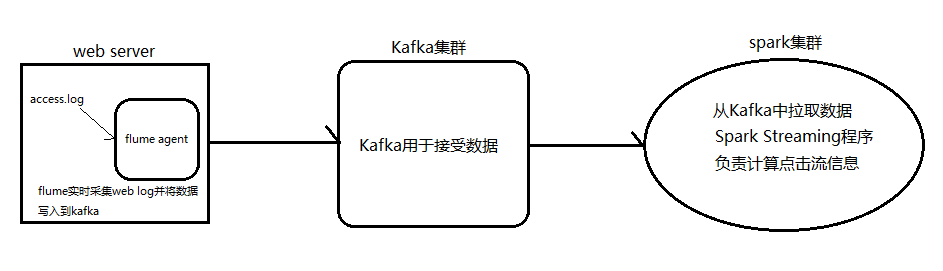 web server
access.log
flume agent
flume实时采集web log并将数据
写入到kafka
Kafka集群
Kafka用于接受数据
spark集群
从Kafka中拉取数据
Spark Streaming程序
负责计算点击流信息